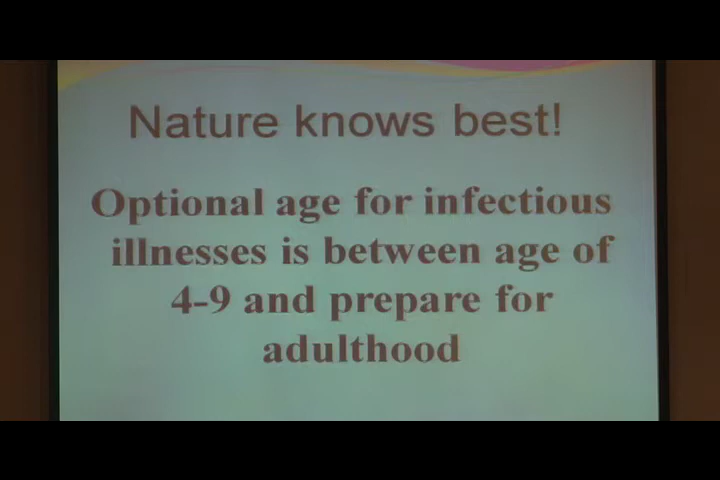 Nature knows best!
Optional age for infectious
illnesses is between age of
4-9 and prepare for
adulthood